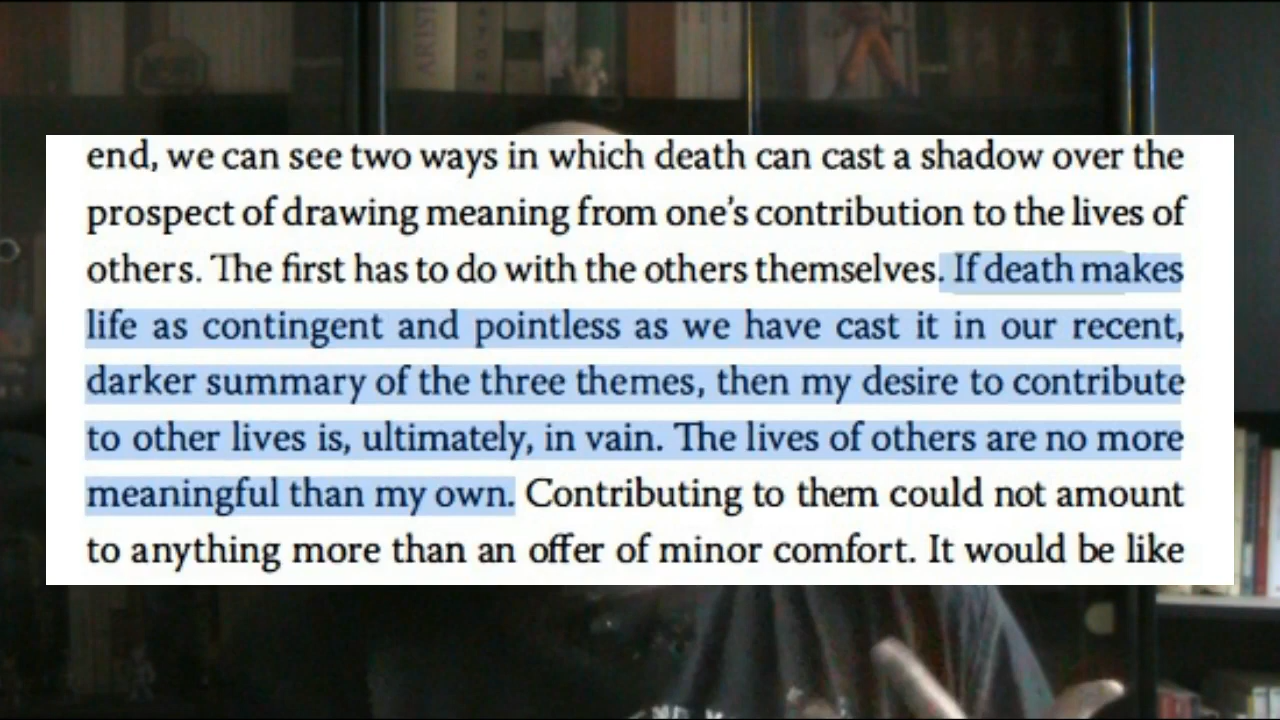 end, we can see two ways in which death can cast a shadow over the
prospect of drawing meaning from one’s contribution to the lives of
others. The first has to do with the others themselves. If death makes
life as contingent and pointless as we have cast it in our recent,
darker summary of the three themes, then my desire to contribute
to other lives is, ultimately, in vain. The lives of others are no more
meaningful than my own. Contributing to them could not amount
to anything more than an offer of minor comfort. It would be like